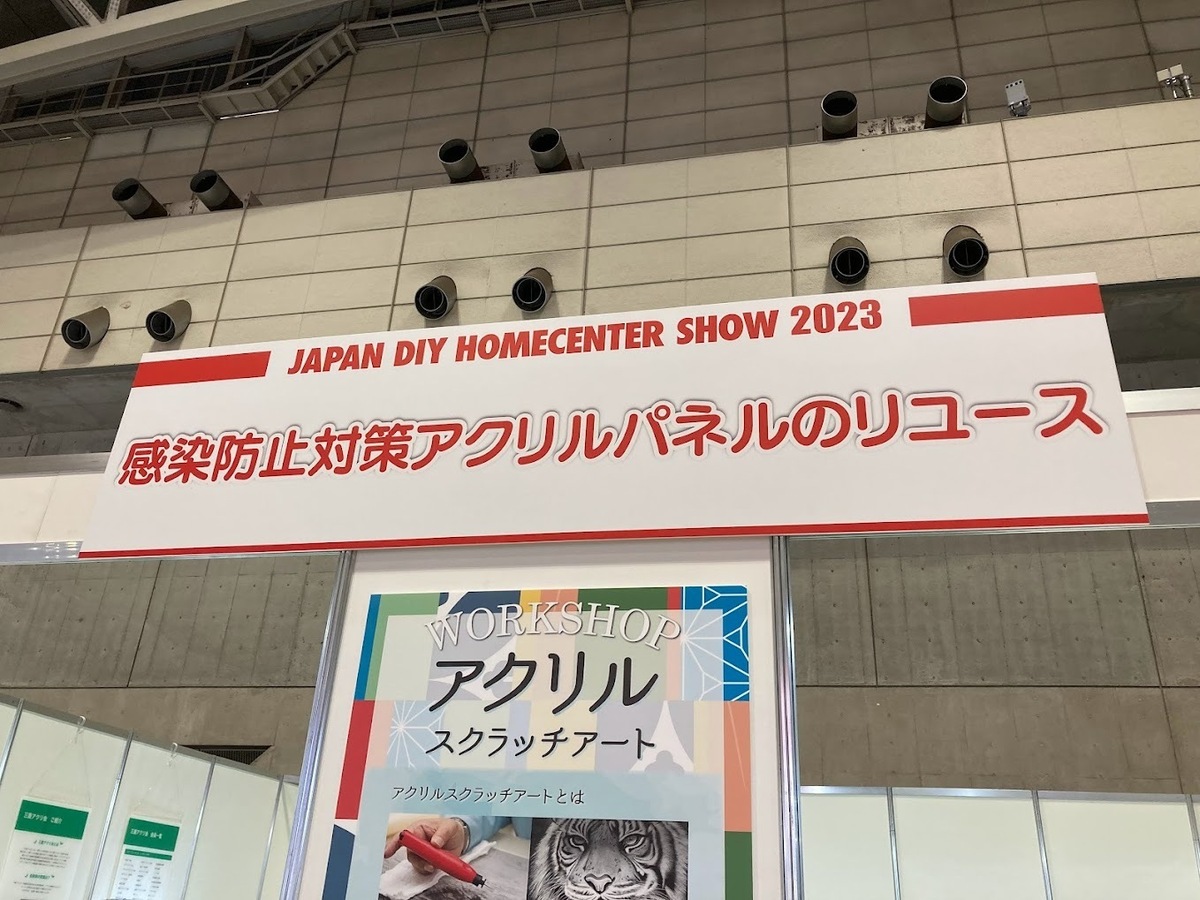 JAPAN DIY HOMECENTER SHOW 2023
感染防止対策アクリルパネルのリユース
WORKSHOP
アクリル
スクラッチアート
アクリルスクラッチアートとは